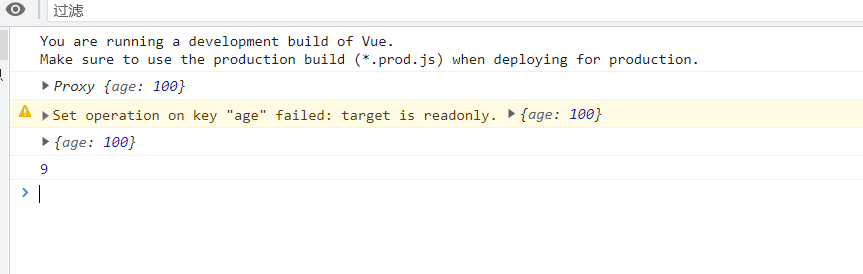 过滤
You are running a development build of Vue.
Make sure to use the production build (*.prod.js) when deploying for production.
Proxy {age: 100}
Set operation on key "age" failed: target is readonly. {age: 100}
{age: 100}
9